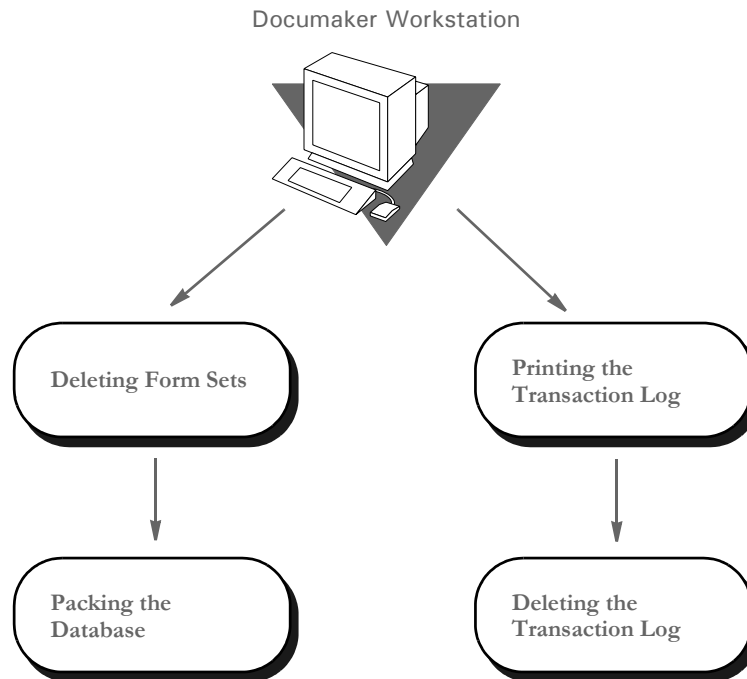 Documaker Workstation
Deleting Form Sets
Printing the
Transaction Log
Packing the
Database
Deleting the
Transaction Log